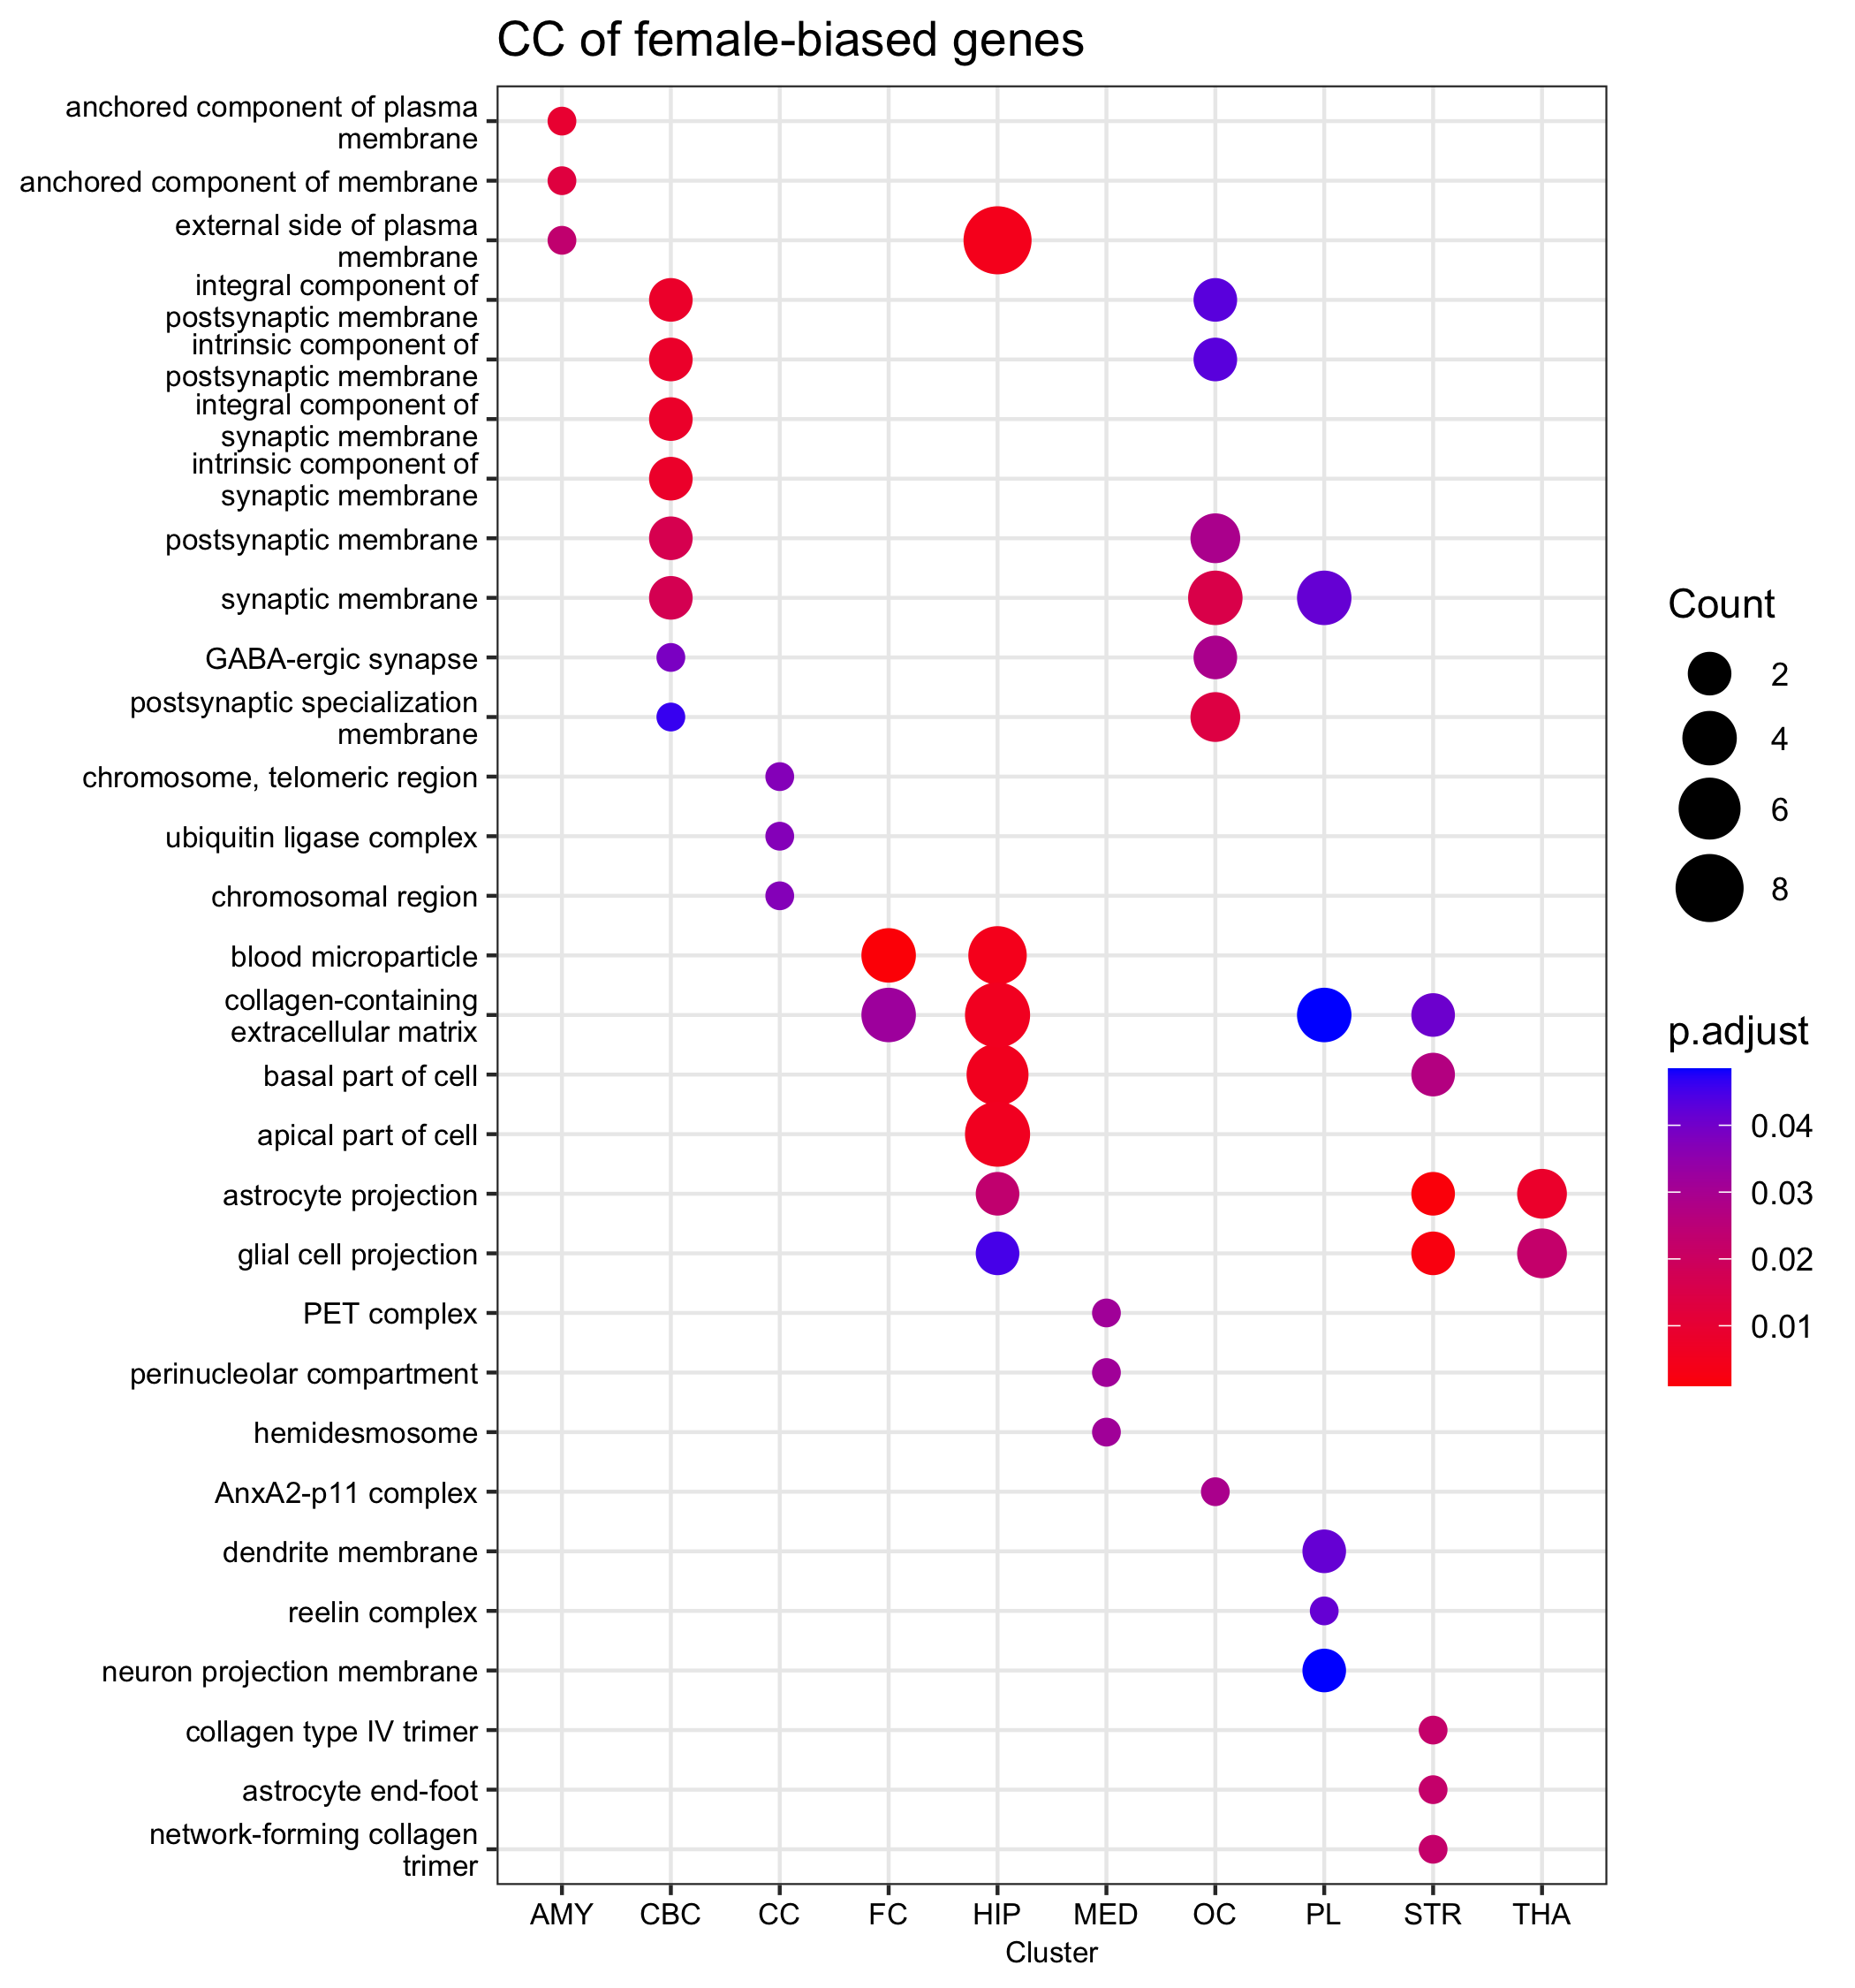 CC of female-biased genes
anchored component of plasma
membrane
anchored component of membrane
external side of plasma
membrane
integral component of
postsynaptic membrane
intrinsic component of
postsynaptic membrane
integral component of
synaptic membrane
intrinsic component of
synaptic membrane
postsynaptic membrane
synaptic membrane
GABA-ergic synapse
postsynaptic specialization
membrane
chromosome, telomeric region
ubiquitin ligase complex
chromosomal region
blood microparticle
collagen-containing
extracellular matrix
basal part of cell
apical part of cell
astrocyte projection
glial cell projection
PET complex
perinucleolar compartment
hemidesmosome
AnxA2-p11 complex
dendrite membrane
reelin complex
neuron projection membrane
collagen type IV trimer
astrocyte end-foot
network-forming collagen
trimer
AMY CBC CC FC HIP MED OC PL STR THA
Cluster
Count
2
4
6
8
p.adjust
0.04
0.03
0.02
0.01